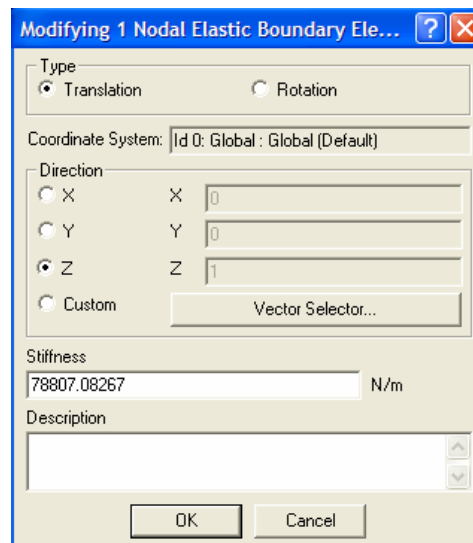 Modifying 1 Nodal Elastic Boundary Ele... ? X
Type
Translation Rotation
Coordinate System: Id 0: Global : Global (Default)
Direction
X X 0
Y Y 0
Z Z 1
Custom Vector Selector...
Stiffness
78807.08267 N/m
Description
OK Cancel